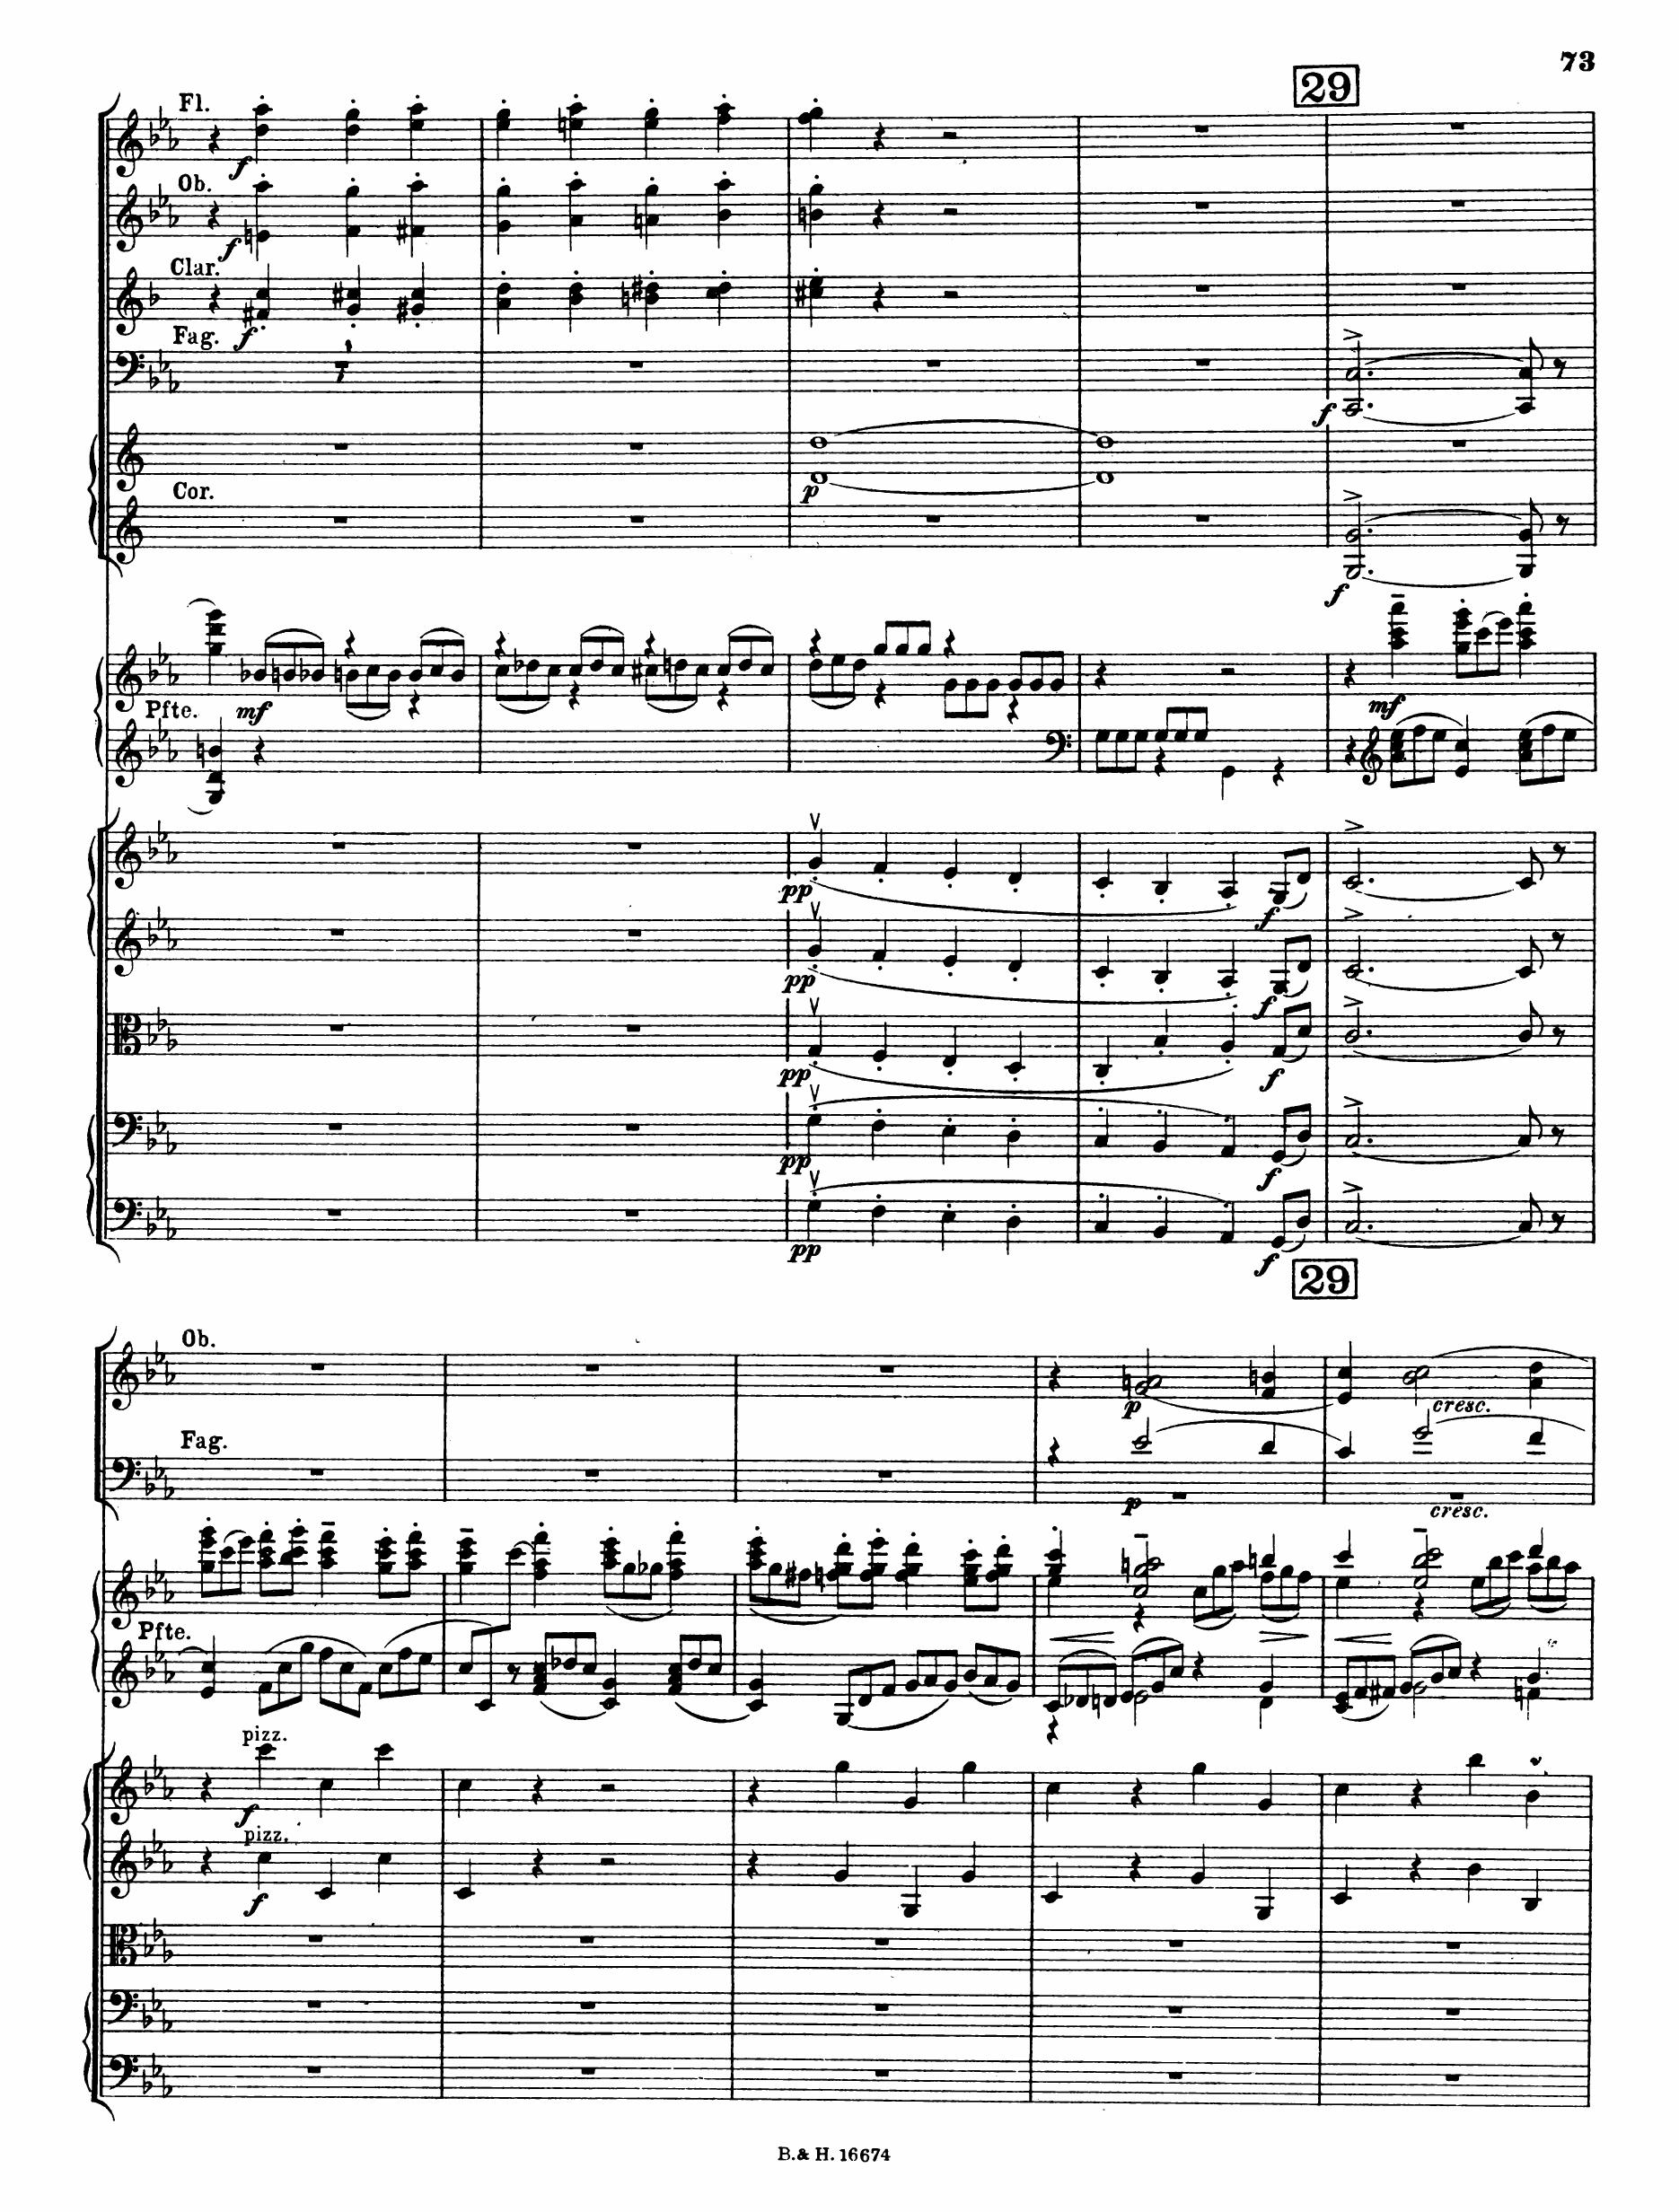 73
29
Fl.
f
Ob.
f
Clar.
f
Fag.
f
p
Cor.
f
mf
mf
Pfte.
pp
f
pp
f
pp
f
pp
f
pp
f
29
Ob.
p
cresc.
Fag.
p
cresc.
Pfte.
pizz.
f
pizz.
f
B. & H. 16674